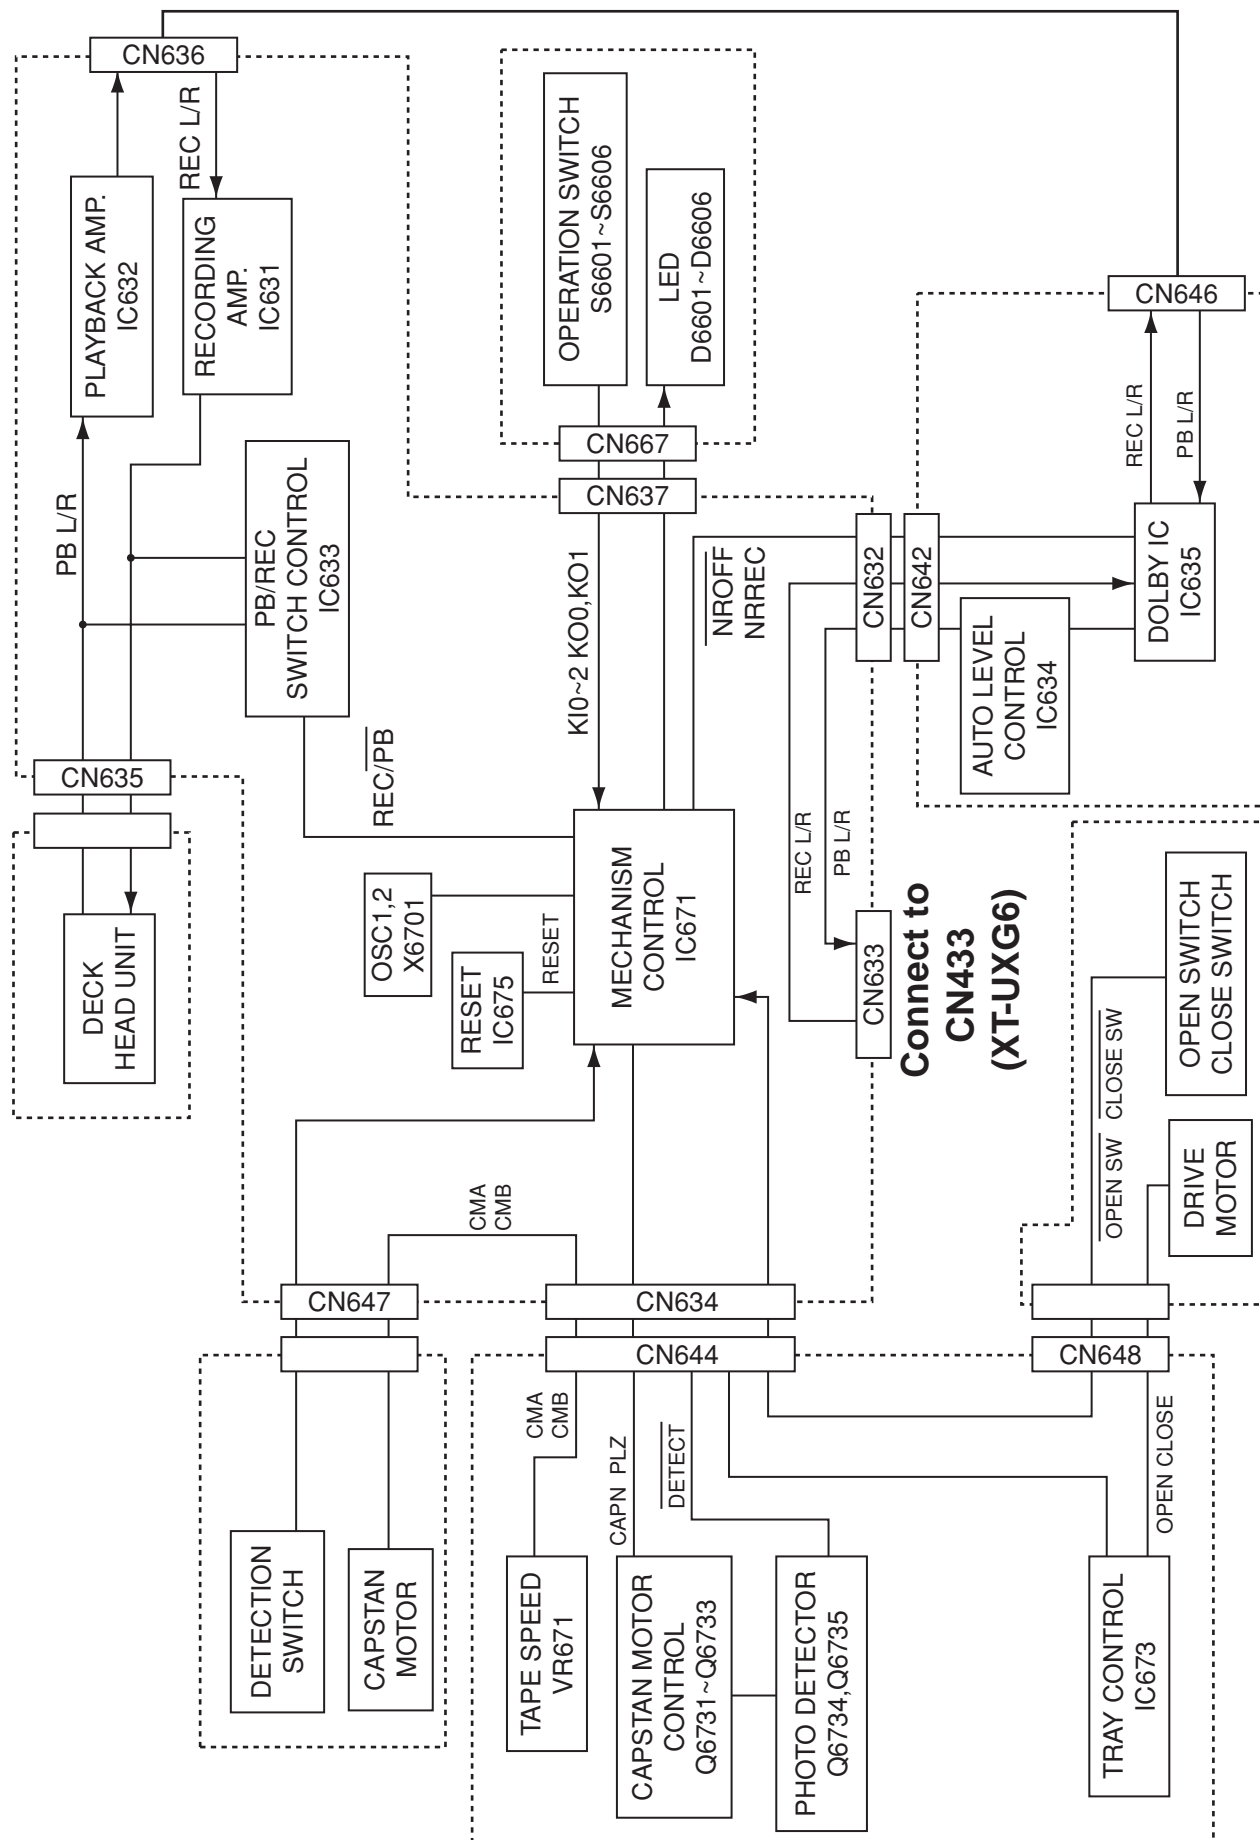 CN636
REC L/R
PLAYBACK AMP.
IC632
RECORDING
AMP.
IC631
PB L/R
PB/REC
SWITCH CONTROL
IC633
CN635
DECK
HEAD UNIT
REC/PB
OPERATION SWITCH
S6601~S6606
LED
D6601~D6606
CN667
CN637
KI0~2 KO0,KO1
NROFF
NRREC
CN632
CN642
CN646
REC L/R
PB L/R
DOLBY IC
IC635
AUTO LEVEL
CONTROL
IC634
OSC1,2
X6701
RESET
IC675
RESET
MECHANISM
CONTROL
IC671
REC L/R
PB L/R
CN633
Connect to
CN433
(XT-UXG6)
OPEN SWITCH
CLOSE SWITCH
OPEN SW
CLOSE SW
DRIVE
MOTOR
CMA
CMB
CN647
CN634
CN644
CN648
DETECTION
SWITCH
CAPSTAN
MOTOR
CMA
CMB
CAPN PLZ
DETECT
OPEN CLOSE
TAPE SPEED
VR671
CAPSTAN MOTOR
CONTROL
Q6731~Q6733
PHOTO DETECTOR
Q6734,Q6735
TRAY CONTROL
IC673